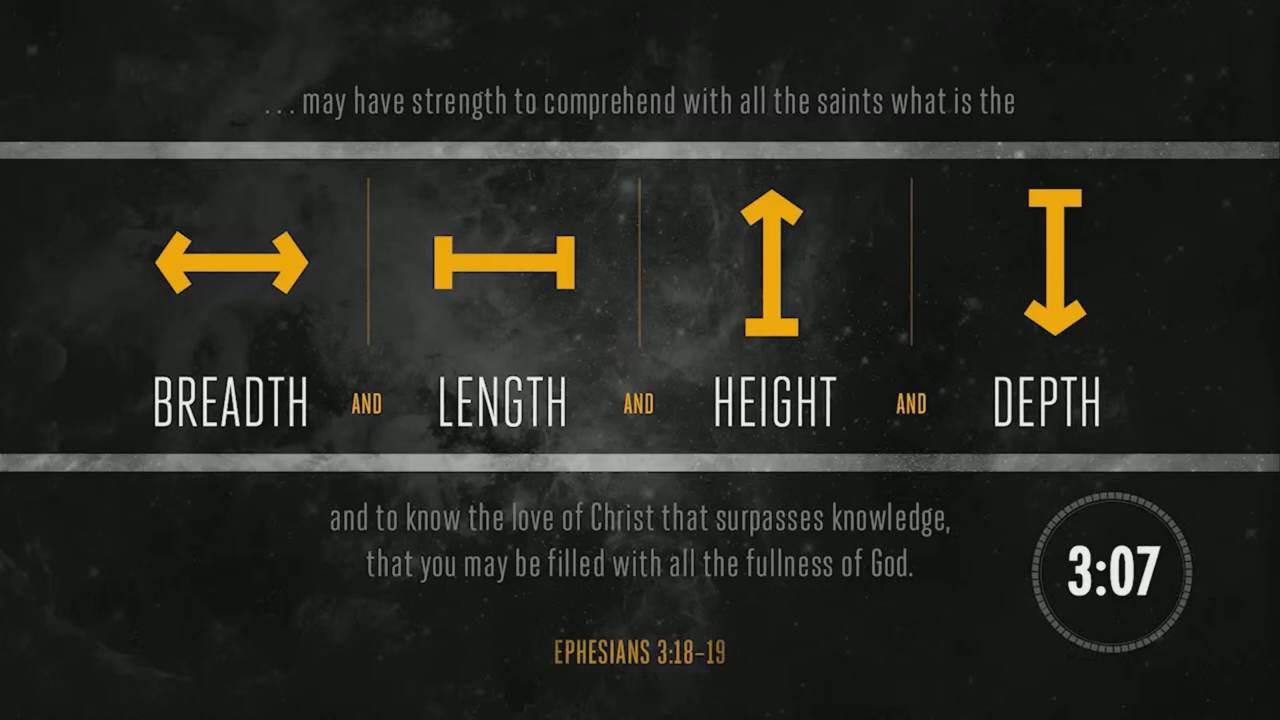 . . . may have strength to comprehend with all the saints what is the
BREADTH AND LENGTH AND HEIGHT AND DEPTH
and to know the love of Christ that surpasses knowledge,
that you may be filled with all the fullness of God.
3:07
EPHESIANS 3:18–19